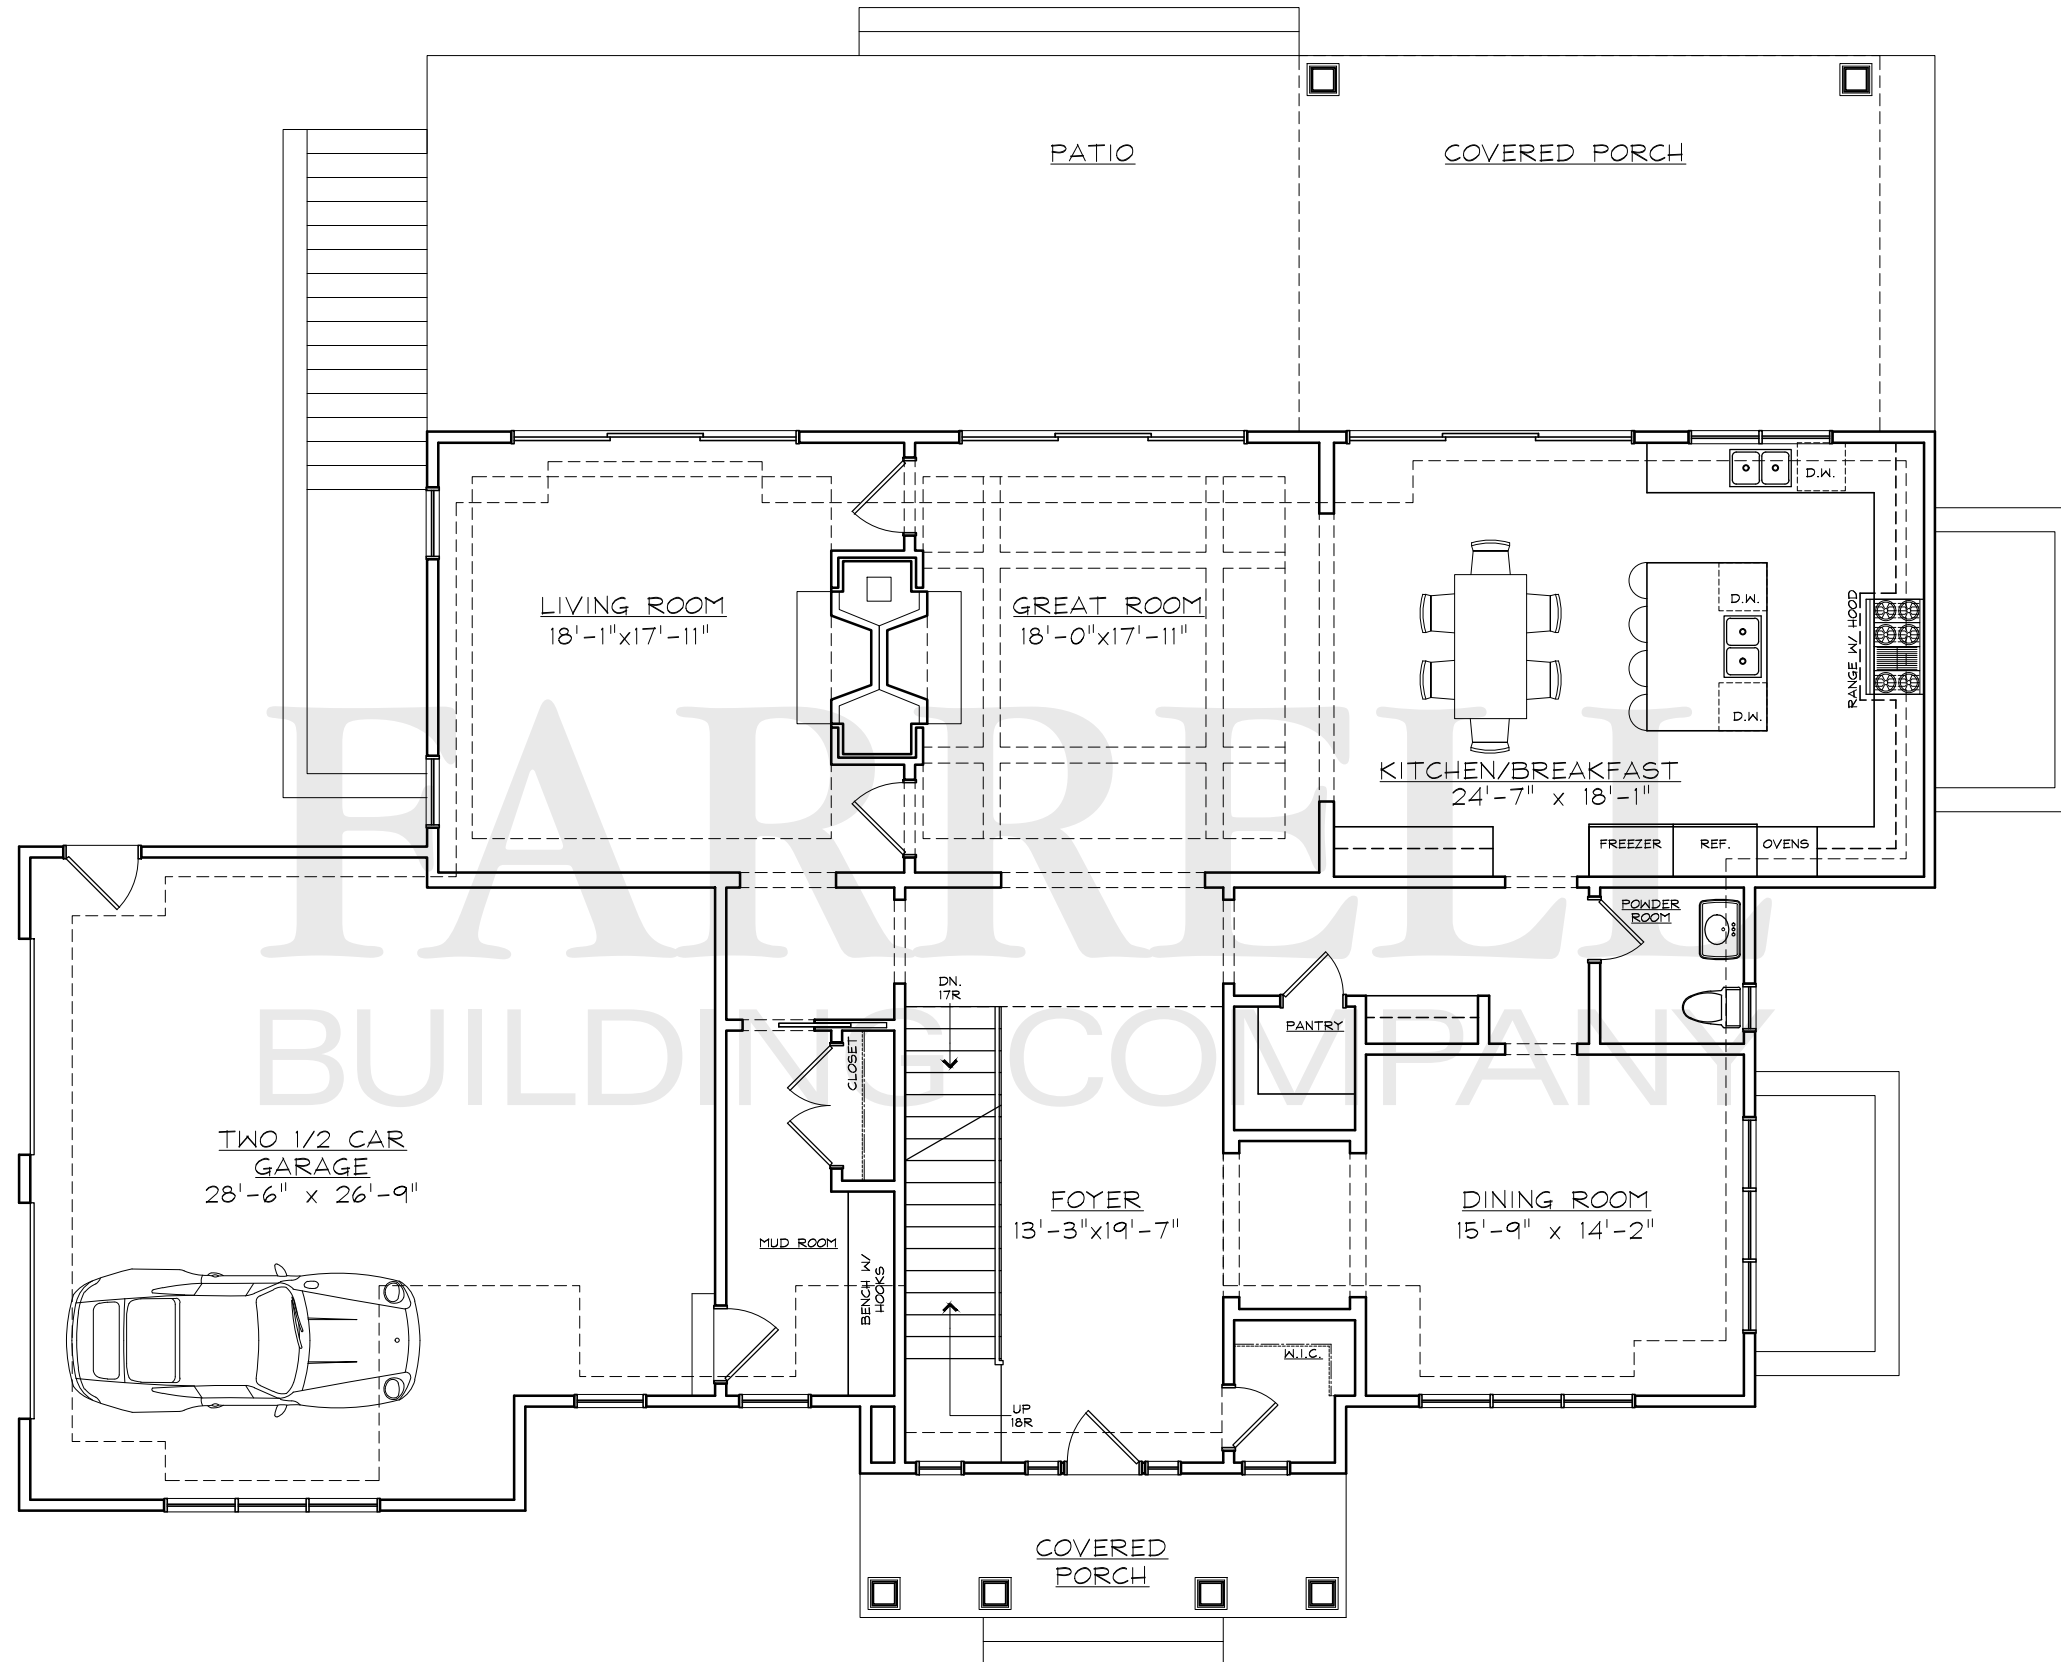 PATIO
COVERED PORCH
D.W.
LIVING ROOM
18'-1"x17'-11"
GREAT ROOM
18'-0"x17'-11"
D.W.
RANGE W/ HOOD
D.W.
KITCHEN/BREAKFAST
24'-7" x 18'-1"
FREEZER
REF.
OVENS
FARRELL
BUILDING COMPANY
POWDER
ROOM
DN.
17R
PANTRY
CLOSET
TWO 1/2 CAR
GARAGE
28'-6" x 26'-9"
MUD ROOM
BENCH W/
HOOKS
FOYER
13'-3"x19'-7"
DINING ROOM
15'-9" x 14'-2"
W.I.C.
UP
18R
COVERED
PORCH